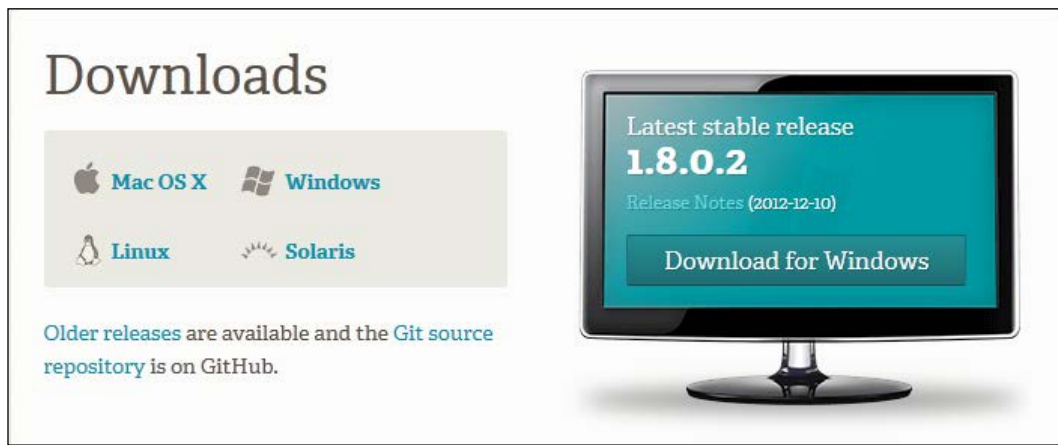 Downloads
Mac OS X
Windows
Linux
Solaris
Older releases are available and the Git source
repository is on GitHub.
Latest stable release
1.8.0.2
Release Notes (2012-12-10)
Download for Windows